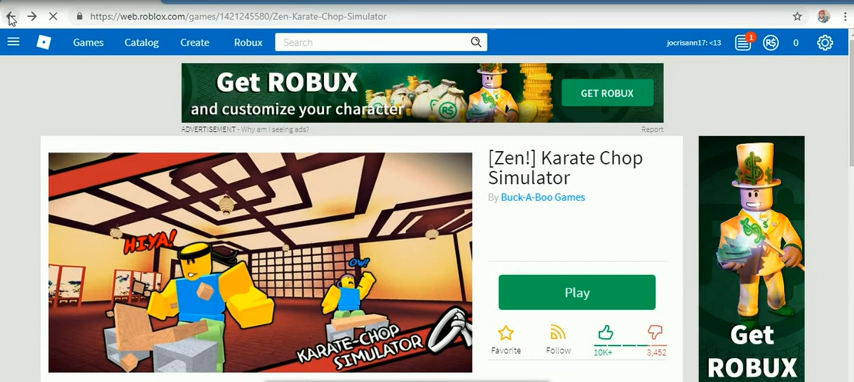 https://web.roblox.com/games/1421245580/Zen-Karate-Chop-Simulator
Games Catalog Create Robux Search jocrisann17: <13 1 R$ 0
Get ROBUX
and customize your character
GET ROBUX
ADVERTISEMENT - Why am I seeing ads?
Report
[Zen!] Karate Chop
Simulator
By Buck-A-Boo Games
HIYA!
OW!
KARATE-CHOP
SIMULATOR
Play
Favorite Follow 10K+ 3,452
Get
ROBUX